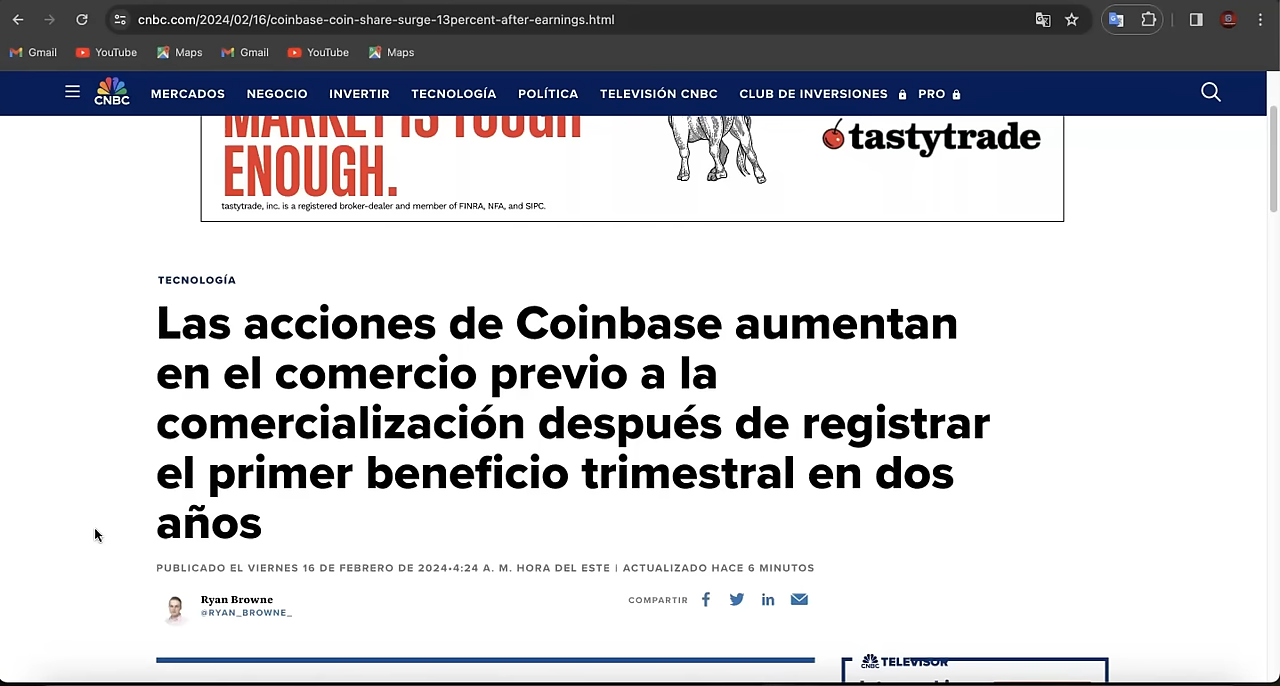 cnbc.com/2024/02/16/coinbase-coin-share-surge-13percent-after-earnings.html
Gmail YouTube Maps Gmail YouTube Maps
CNBC MERCADOS NEGOCIO INVERTIR TECNOLOGÍA POLÍTICA TELEVISIÓN CNBC CLUB DE INVERSIONES PRO
MARKET IS TOUGH
ENOUGH.
tastytrade
tastytrade, inc. is a registered broker-dealer and member of FINRA, NFA, and SIPC.
TECNOLOGÍA
Las acciones de Coinbase aumentan
en el comercio previo a la
comercialización después de registrar
el primer beneficio trimestral en dos
años
PUBLICADO EL VIERNES 16 DE FEBRERO DE 2024•4:24 A. M. HORA DEL ESTE | ACTUALIZADO HACE 6 MINUTOS
Ryan Browne
@RYAN_BROWNE_
COMPARTIR
CNBC TELEVISOR